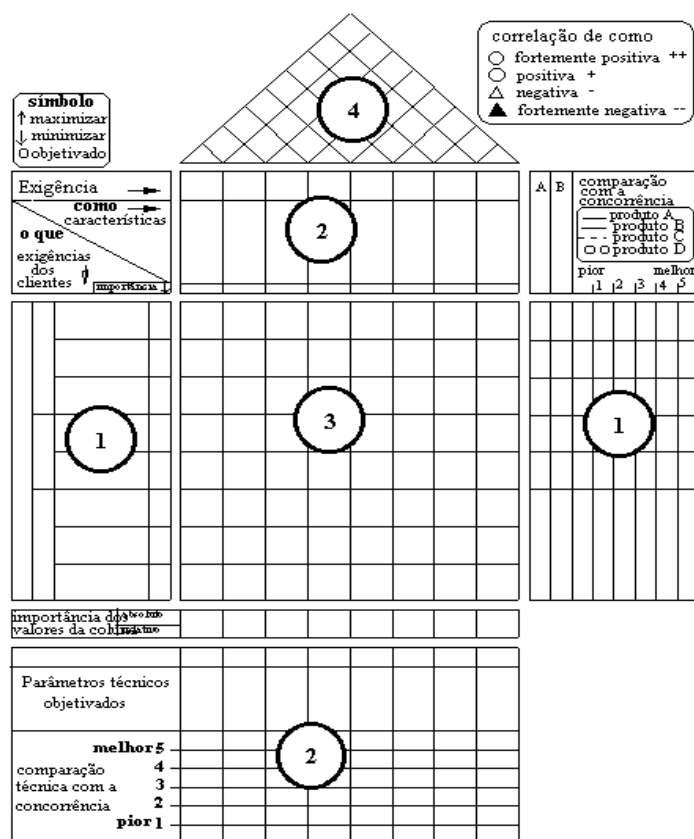 correlação de como
fortemente positiva ++
positiva +
negativa -
fortemente negativa --
4
símbolo
↑ maximizar
↓ minimizar
O objetivado
Exigência
como
características
o que
exigências
dos
clientes
importância
2
A B
comparação
com a
concorrência
produto A
produto B
produto C
produto D
pior melhor
1 2 3 4 5
1
3
1
importância dos
valores da
Absoluto
relativo
Parâmetros técnicos
objetivados
melhor 5
4
comparação
técnica com a 3
concorrência 2
pior 1
2